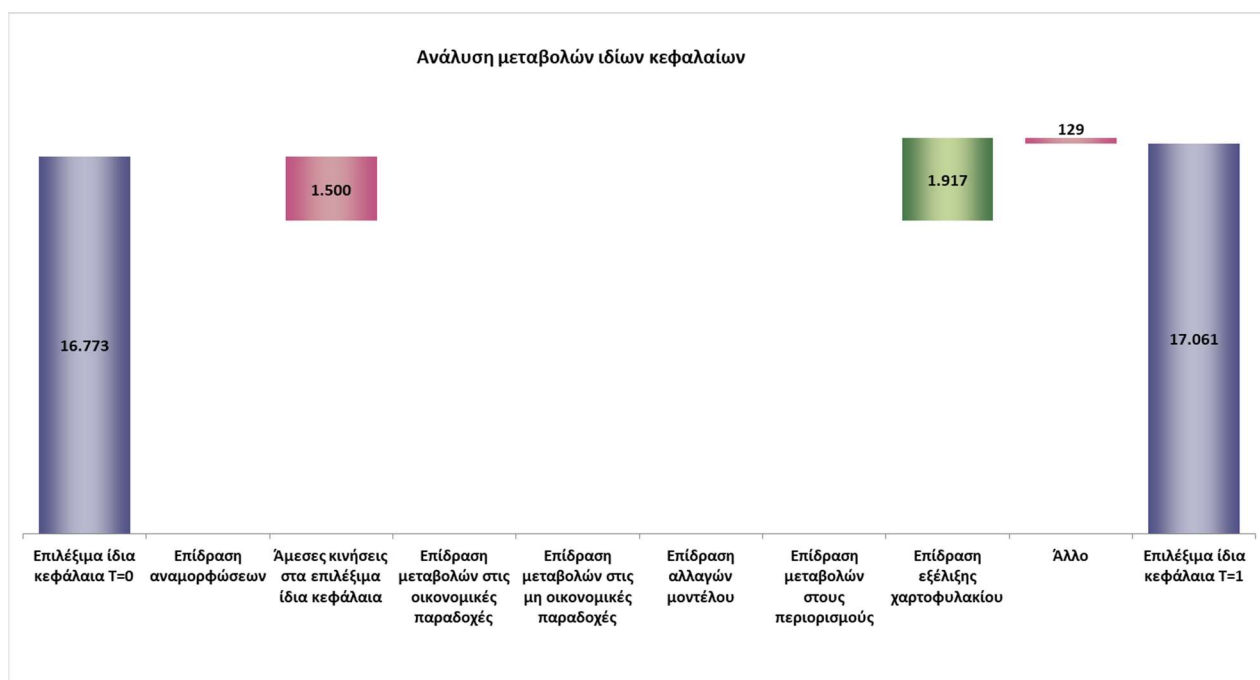 Ανάλυση μεταβολών ιδίων κεφαλαίων
16.773
1.500
1.917
129
17.061
Επιλέξιμα ίδια
κεφάλαια Τ=0
Επίδραση
αναμορφώσεων
Άμεσες κινήσεις
στα επιλέξιμα
ίδια κεφάλαια
Επίδραση
μεταβολών στις
οικονομικές
παραδοχές
Επίδραση
μεταβολών στις
μη οικονομικές
παραδοχές
Επίδραση
αλλαγών
μοντέλου
Επίδραση
μεταβολών
στους
περιορισμούς
Επίδραση
εξέλιξης
χαρτοφυλακίου
Άλλο
Επιλέξιμα ίδια
κεφάλαια Τ=1